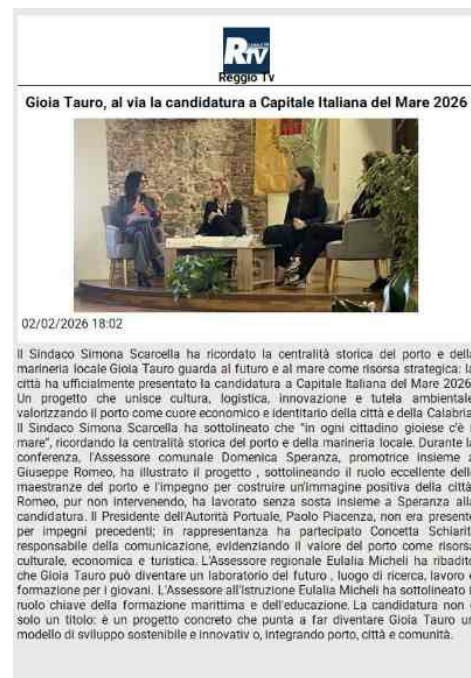 RTV
Reggio Tv
Gioia Tauro, al via la candidatura a Capitale Italiana del Mare 2026
02/02/2026 18:02
Il Sindaco Simona Scarcella ha ricordato la centralità storica del porto e della
marineria locale Gioia Tauro guarda al futuro e al mare come risorsa strategica: la
città ha ufficialmente presentato la candidatura a Capitale Italiana del Mare 2026.
Un progetto che unisce cultura, logistica, innovazione e tutela ambientale
valorizzando il porto come cuore economico e identitario della città e della Calabria.
Il Sindaco Simona Scarcella ha sottolineato che "in ogni cittadino gioiese c'è i
mare", ricordando la centralità storica del porto e della marineria locale. Durante la
conferenza, l'Assessore comunale Domenica Speranza, promotrice insieme a
Giuseppe Romeo, ha illustrato il progetto , sottolineando il ruolo eccellente dell
maestranze del porto e l'impegno per costruire un'immagine positiva della città.
Romeo, pur non intervenendo, ha lavorato senza sosta insieme a Speranza alla
candidatura. Il Presidente dell'Autorità Portuale, Paolo Piacenza, non era presente
per impegni precedenti; in rappresentanza ha partecipato Concetta Schiarit
responsabile della comunicazione, evidenziando il valore del porto come risorsa
culturale, economica e turistica. L'Assessore regionale Eulalia Micheli ha ribadito
che Gioia Tauro può diventare un laboratorio del futuro , luogo di ricerca, lavoro e
formazione per i giovani. L'Assessore all'Istruzione Eulalia Micheli ha sottolineato i
ruolo chiave della formazione marittima e dell'educazione. La candidatura non è
solo un titolo: è un progetto concreto che punta a far diventare Gioia Tauro un
modello di sviluppo sostenibile e innovativ o, integrando porto, città e comunità.